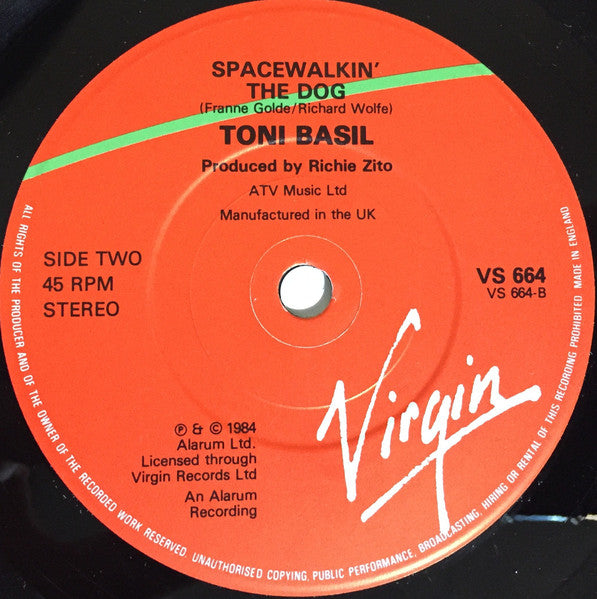 SPACEWALKIN'
THE DOG
(Franne Golde/Richard Wolfe)
TONI BASIL
Produced by Richie Zito
ATV Music Ltd
Manufactured in the UK
SIDE TWO
45 RPM
STEREO
VS 664
VS 664-B
℗ & © 1984
Alarum Ltd.
Licensed through
Virgin Records Ltd
An Alarum
Recording
Virgin
ALL RIGHTS OF THE PRODUCER AND OF THE OWNER OF THE RECORDED WORK RESERVED. UNAUTHORISED COPYING, PUBLIC PERFORMANCE, BROADCASTING, HIRING OR RENTAL OF THIS RECORDING PROHIBITED. MADE IN ENGLAND